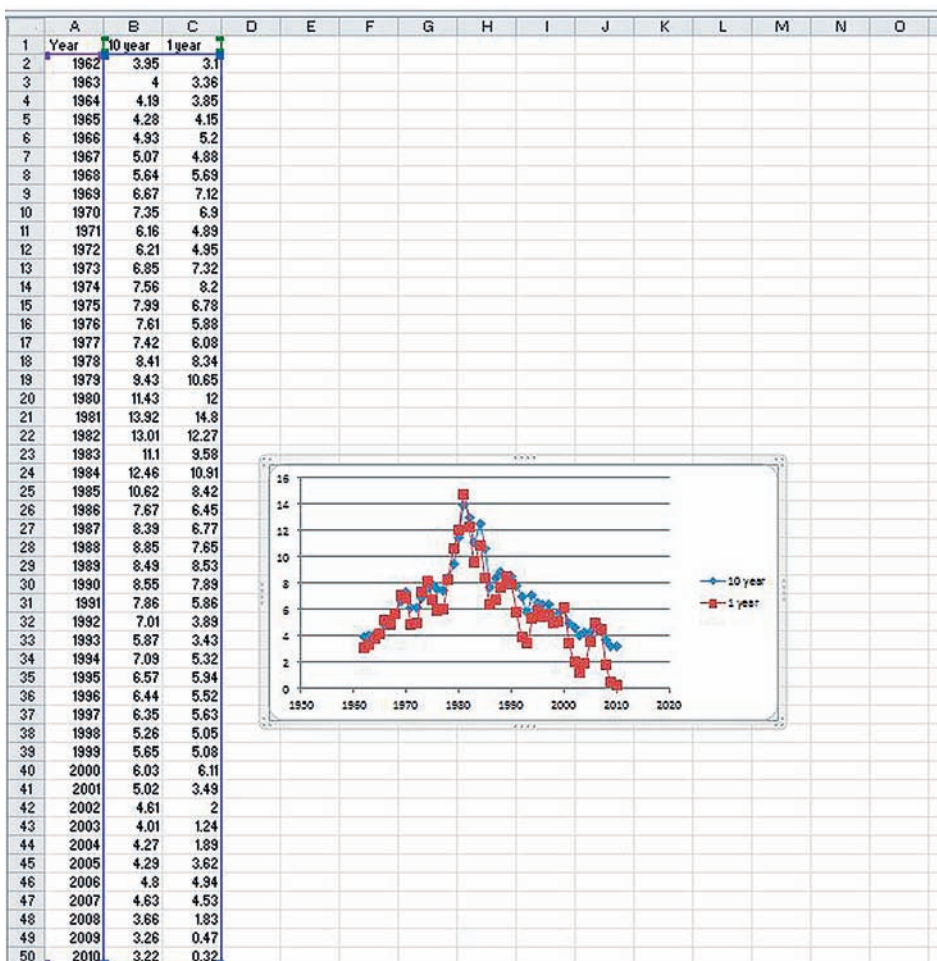 A B C D E F G H I J K L M N O
1 Year 10 year 1 year
2 1962 3.95 3.1
3 1963 4 3.36
4 1964 4.19 3.85
5 1965 4.28 4.15
6 1966 4.93 5.2
7 1967 5.07 4.88
8 1968 5.64 5.69
9 1969 6.67 7.12
10 1970 7.35 6.9
11 1971 6.16 4.89
12 1972 6.21 4.95
13 1973 6.85 7.32
14 1974 7.56 8.2
15 1975 7.99 6.78
16 1976 7.61 5.88
17 1977 7.42 6.08
18 1978 8.41 8.34
19 1979 9.43 10.65
20 1980 11.43 12
21 1981 13.92 14.8
22 1982 13.01 12.27
23 1983 11.1 9.58
24 1984 12.46 10.91
25 1985 10.62 8.42
26 1986 7.67 6.45
27 1987 8.39 6.77
28 1988 8.85 7.65
29 1989 8.49 8.53
30 1990 8.55 7.89
31 1991 7.86 5.86
32 1992 7.01 3.89
33 1993 5.87 3.43
34 1994 7.09 5.32
35 1995 6.57 5.94
36 1996 6.44 5.52
37 1997 6.35 5.63
38 1998 5.26 5.05
39 1999 5.65 5.08
40 2000 6.03 6.11
41 2001 5.02 3.49
42 2002 4.61 2
43 2003 4.01 1.24
44 2004 4.27 1.89
45 2005 4.29 3.62
46 2006 4.8 4.94
47 2007 4.63 4.53
48 2008 3.66 1.83
49 2009 3.26 0.47
50 2010 3.22 0.32
16
14
12
10
8
6
4
2
0
1950 1960 1970 1980 1990 2000 2010 2020
10 year
1 year